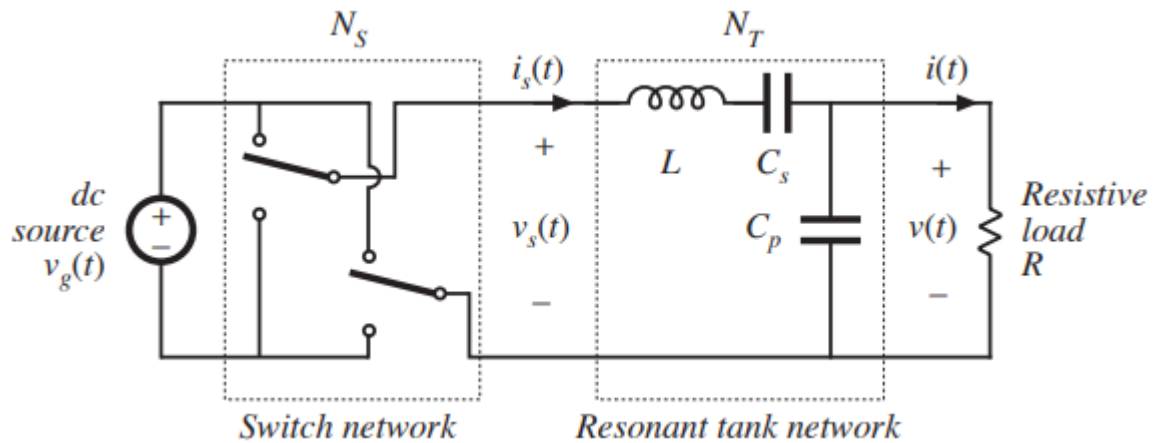 N_S
N_T
i_s(t)
i(t)
+
+
dc
source
v_g(t)
+
−
L
C_s
v_s(t)
C_p
v(t)
Resistive
load
R
−
−
Switch network
Resonant tank network